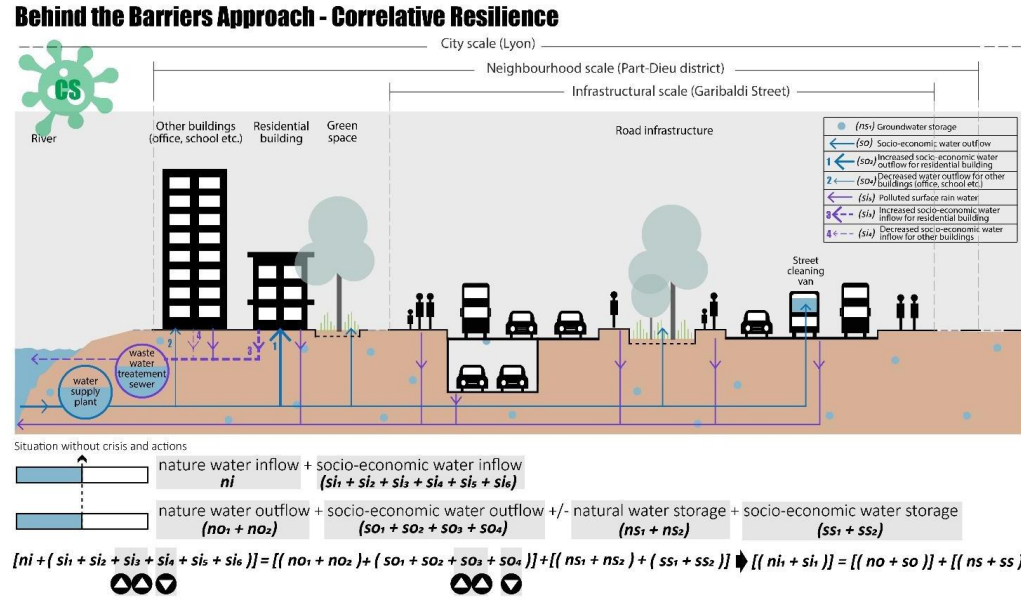 Behind the Barriers Approach - Correlative Resilience
City scale (Lyon)
Neighbourhood scale (Part-Dieu district)
Infrastructural scale (Garibaldi Street)
CS
River
Other buildings
(office, school etc.)
Residential
building
Green
space
Road infrastructure
(ns₁) Groundwater storage
(so) Socio-economic water outflow
1 (so₂) Increased socio-economic water
outflow for residential building
2 (so₄) Decreased water outflow for other
buildings (office, school etc.)
(si₅) Polluted surface rain water
3 (si₃) Increased socio-economic water
inflow for residential building
4 (si₄) Decreased socio-economic water
inflow for other buildings
Street
cleaning
van
2
4
3
1
waste
water
treatement
sewer
water
supply
plant
Situation without crisis and actions
nature water inflow + socio-economic water inflow
ni (si₁ + si₂ + si₃ + si₄ + si₅ + si₆)
nature water outflow + socio-economic water outflow +/- natural water storage + socio-economic water storage
(no₁ + no₂) (so₁ + so₂ + so₃ + so₄) (ns₁ + ns₂) (ss₁ + ss₂)
[ni + ( si₁ + si₂ + si₃ + si₄ + si₅ + si₆ )] = [( no₁ + no₂ )+ ( so₁ + so₂ + so₃ + so₄ )] +[( ns₁ + ns₂ ) + ( ss₁ + ss₂ )] [( ni₁ + si₁ )] = [( no + so )] + [( ns + ss )